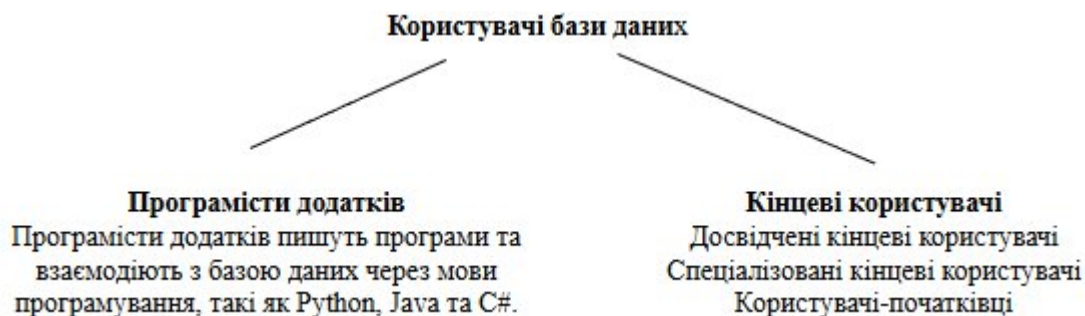 Користувачі бази даних
Програмісти додатків
Програмісти додатків пишуть програми та
взаємодіють з базою даних через мови
програмування, такі як Python, Java та C#.
Кінцеві користувачі
Досвідчені кінцеві користувачі
Спеціалізовані кінцеві користувачі
Користувачі-початківці